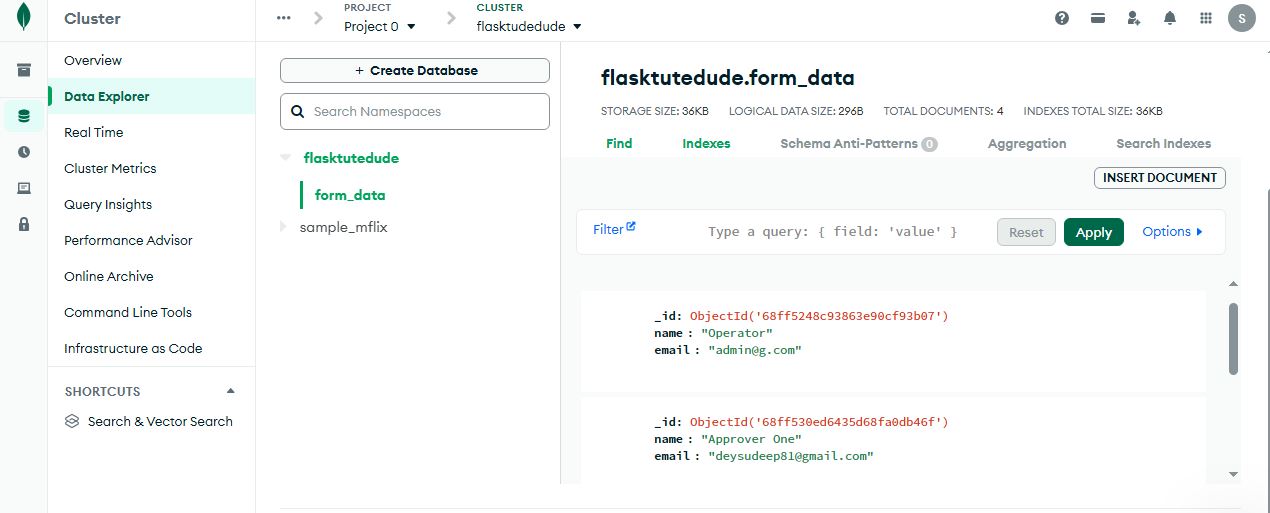 Cluster
PROJECT
Project 0
CLUSTER
flasktudedude
S
Overview
Data Explorer
Real Time
Cluster Metrics
Query Insights
Performance Advisor
Online Archive
Command Line Tools
Infrastructure as Code
SHORTCUTS
Search & Vector Search
+ Create Database
Search Namespaces
flasktutedude
form_data
sample_mflix
flasktutedude.form_data
STORAGE SIZE: 36KB LOGICAL DATA SIZE: 296B TOTAL DOCUMENTS: 4 INDEXES TOTAL SIZE: 36KB
Find Indexes Schema Anti-Patterns 0 Aggregation Search Indexes
INSERT DOCUMENT
Filter Type a query: { field: 'value' } Reset Apply Options
_id: ObjectId('68ff5248c93863e90cf93b07')
name : "Operator"
email : "admin@g.com"
_id: ObjectId('68ff530ed6435d68fa0db46f')
name : "Approver One"
email : "deysudeep81@gmail.com"